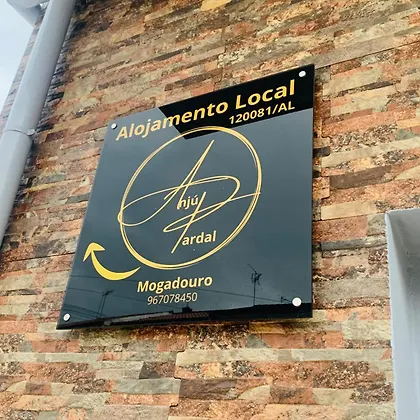 Alojamento Local
120081/AL
Anjú
Pardal
Mogadouro
967078450